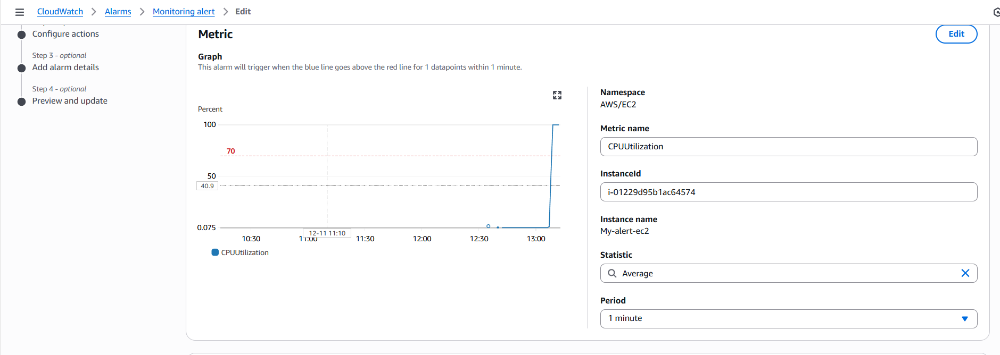 CloudWatch > Alarms > Monitoring alert > Edit
Configure actions
Step 3 - optional
Add alarm details
Step 4 - optional
Preview and update
Metric
Edit
Graph
This alarm will trigger when the blue line goes above the red line for 1 datapoints within 1 minute.
Percent
100
70
50
40.9
0.075
12-11 11:10
10:30 11:00 11:30 12:00 12:30 13:00
CPUUtilization
Namespace
AWS/EC2
Metric name
CPUUtilization
InstanceId
i-01229d95b1ac64574
Instance name
My-alert-ec2
Statistic
Average
Period
1 minute